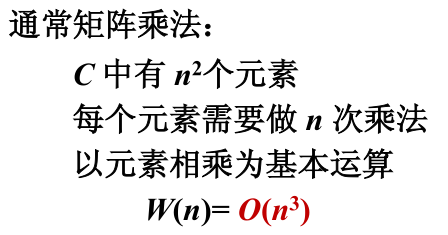 通常矩阵乘法：
C 中有 n²个元素
每个元素需要做 n 次乘法
以元素相乘为基本运算
W(n)= O(n³)